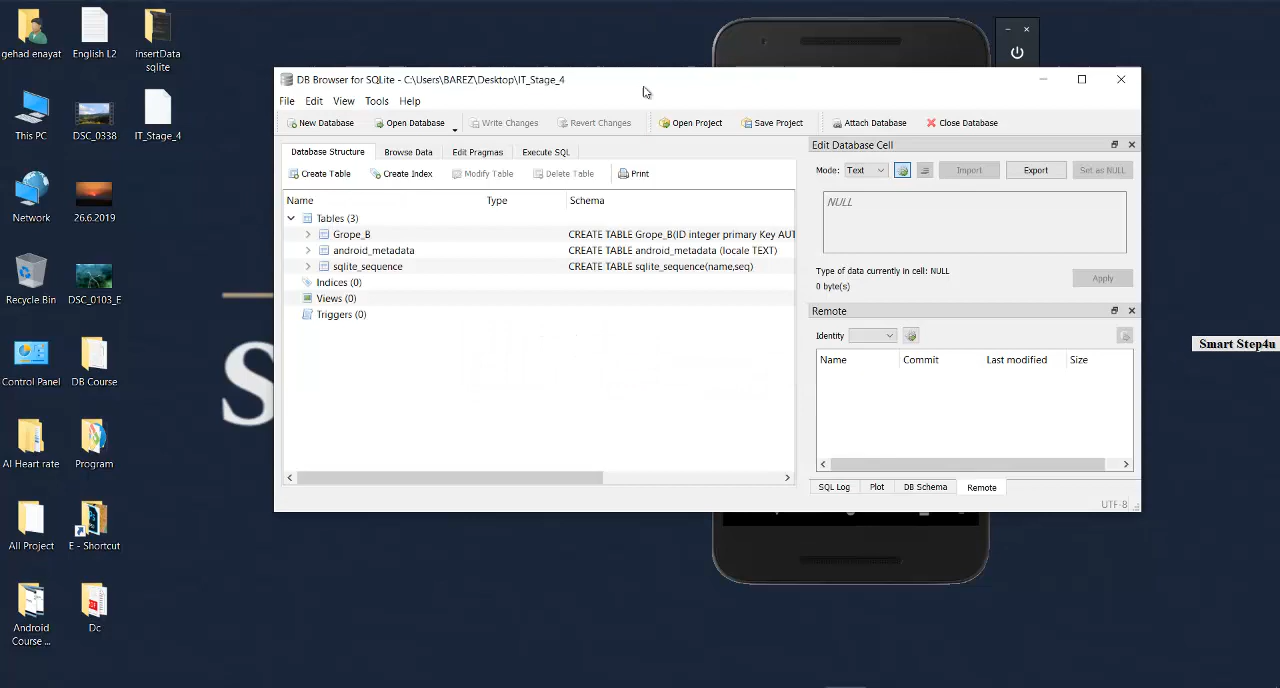 gehad enayat
English L2
insertData
sqlite
This PC
DSC_0338
IT_Stage_4
Network
26.6.2019
Recycle Bin
DSC_0103_E
Control Panel
DB Course
AI Heart rate
Program
All Project
E - Shortcut
Android
Course ...
Dc
S
DB Browser for SQLite - C:\Users\BAREZ\Desktop\IT_Stage_4
File Edit View Tools Help
New Database Open Database Write Changes Revert Changes Open Project Save Project Attach Database Close Database
Database Structure Browse Data Edit Pragmas Execute SQL
Create Table Create Index Modify Table Delete Table Print
Name Type Schema
Tables (3)
Grope_B CREATE TABLE Grope_B(ID integer primary Key AUT
android_metadata CREATE TABLE android_metadata (locale TEXT)
sqlite_sequence CREATE TABLE sqlite_sequence(name,seq)
Indices (0)
Views (0)
Triggers (0)
Edit Database Cell
Mode: Text Import Export Set as NULL
NULL
Type of data currently in cell: NULL
0 byte(s)
Apply
Remote
Identity
Name Commit Last modified Size
SQL Log Plot DB Schema Remote
UTF-8
Smart Step4u